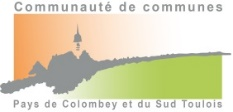 Communauté de communes
Pays de Colombey et du Sud Toulois